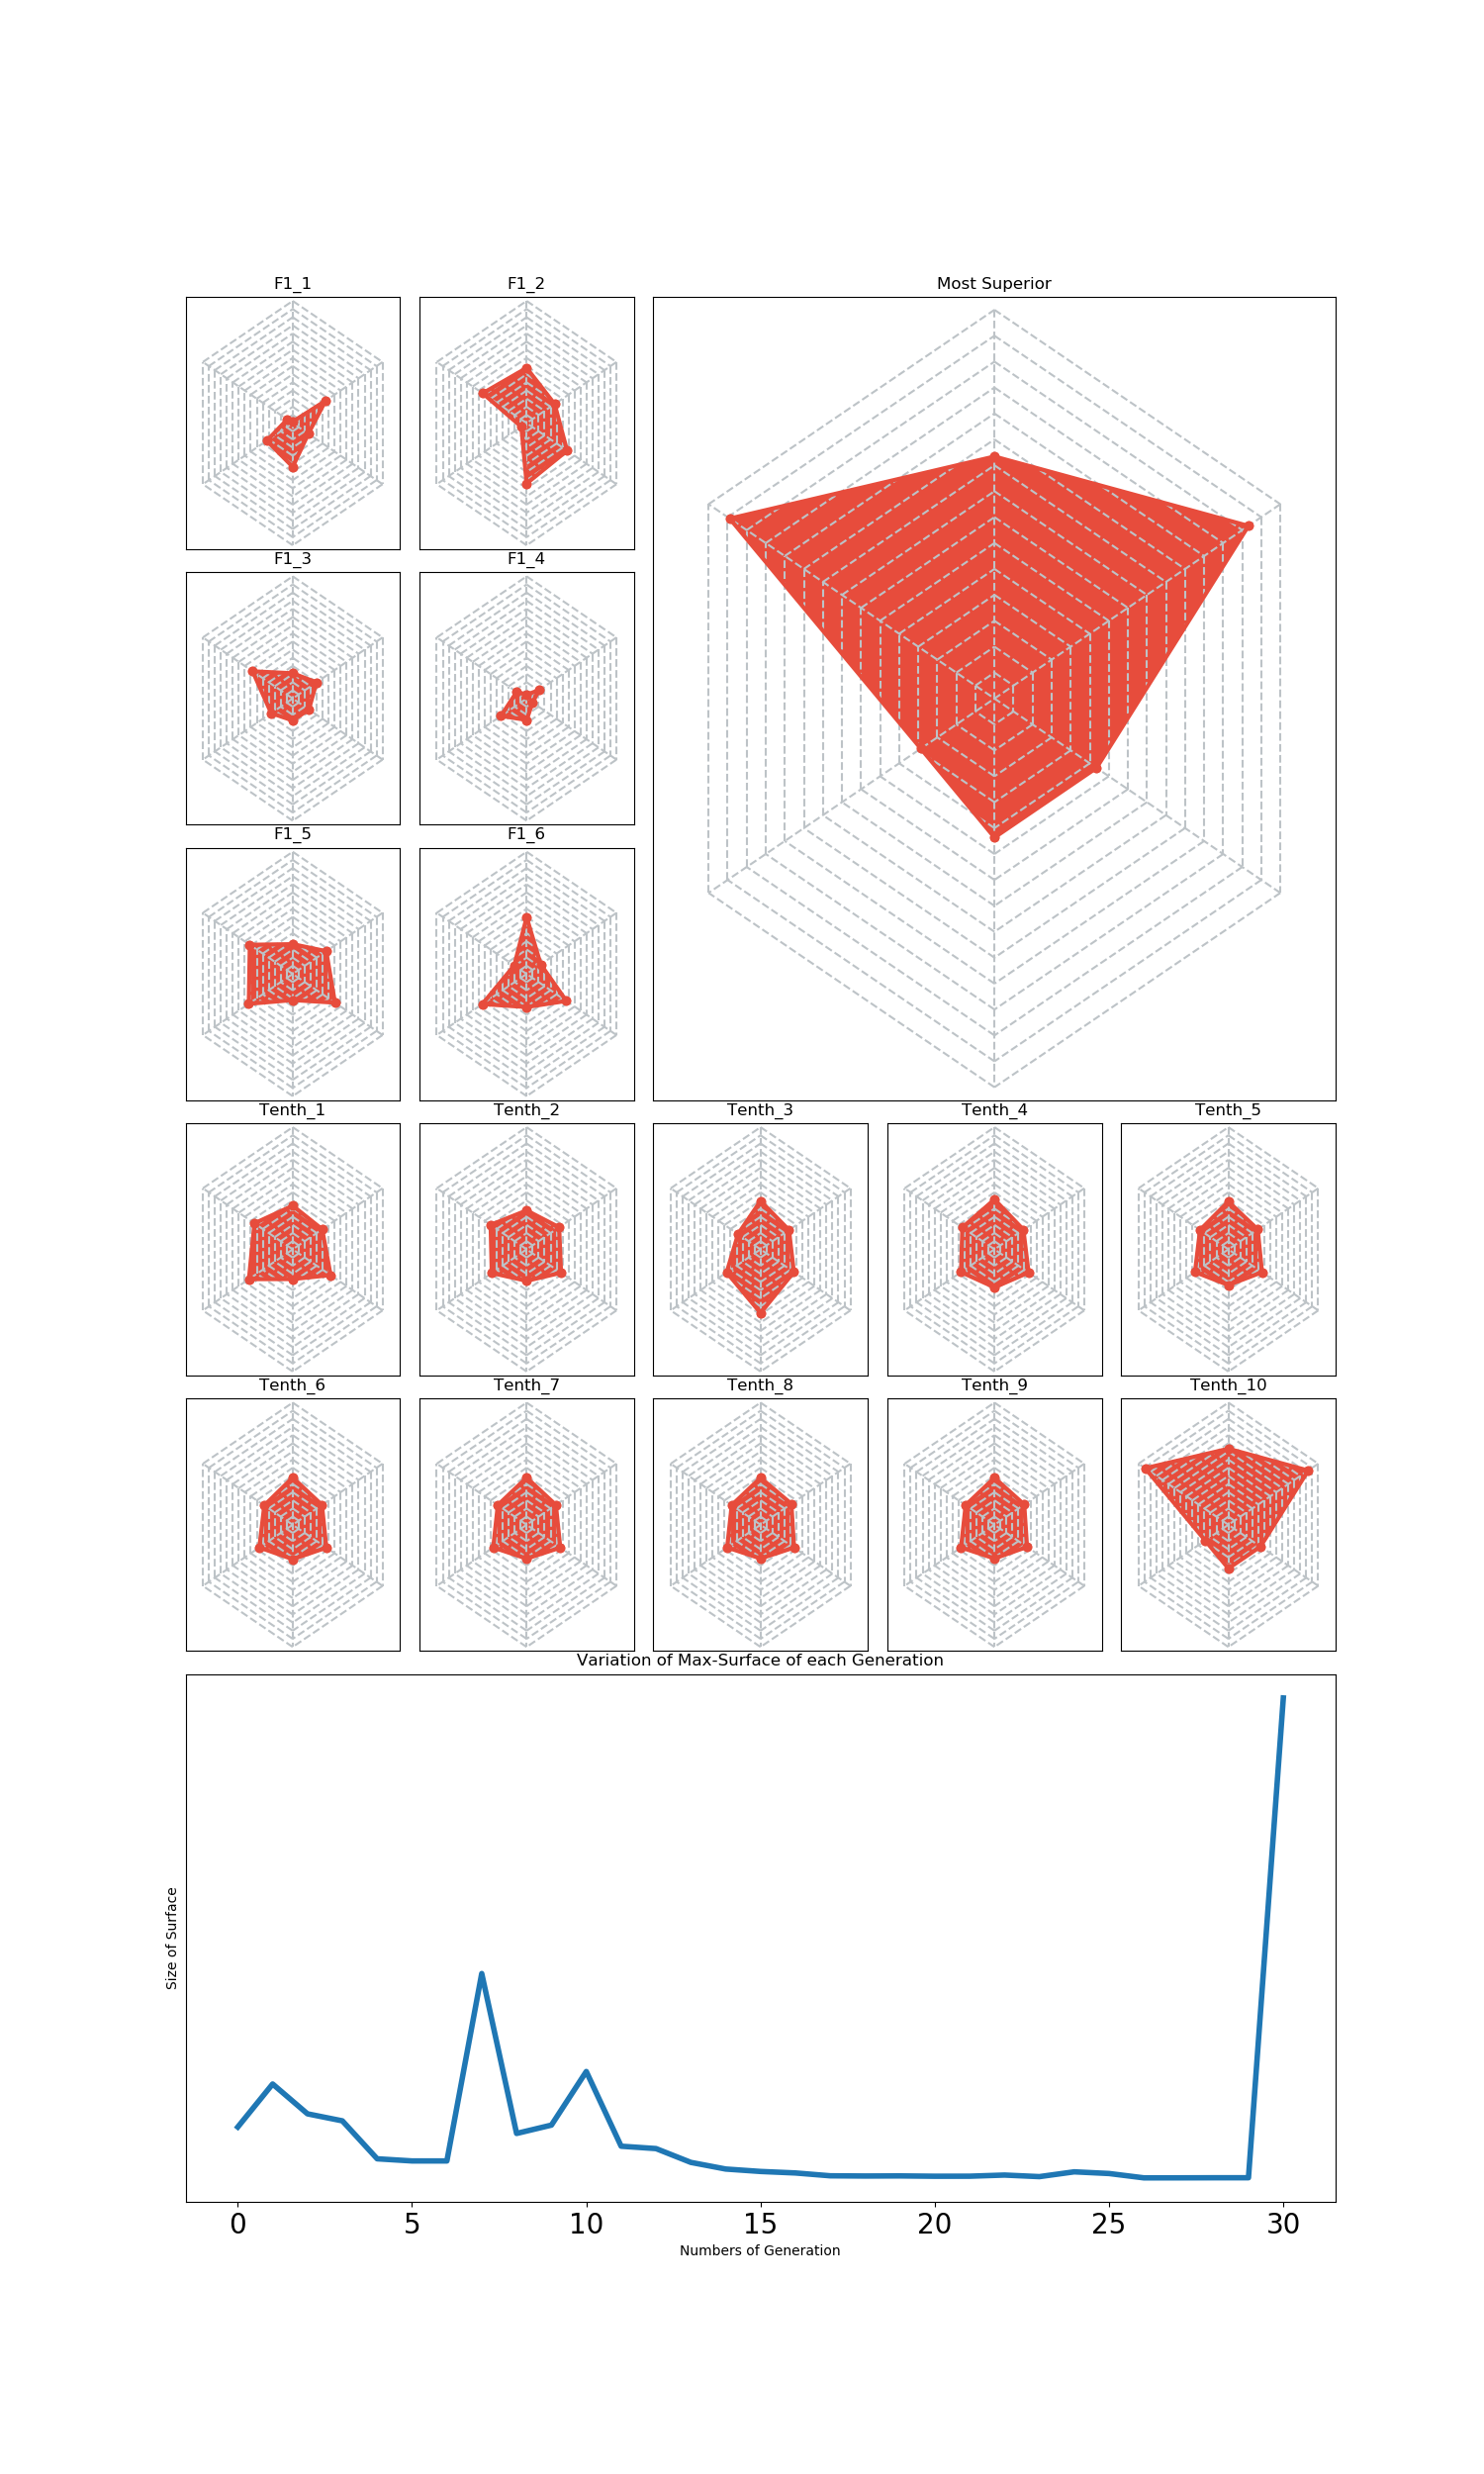 F1_1
F1_2
Most Superior
F1_3
F1_4
F1_5
F1_6
Tenth_1
Tenth_2
Tenth_3
Tenth_4
Tenth_5
Tenth_6
Tenth_7
Tenth_8
Tenth_9
Tenth_10
Variation of Max-Surface of each Generation
Size of Surface
0 5 10 15 20 25 30
Numbers of Generation